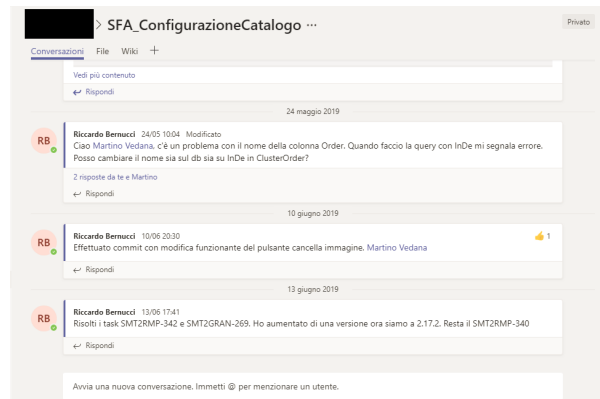 > SFA_ConfigurazioneCatalogo ...
Privato
Conversazioni File Wiki +
Vedi più contenuto
Rispondi
24 maggio 2019
RB
Riccardo Bernucci 24/05 10:04 Modificato
Ciao Martino Vedana, c'è un problema con il nome della colonna Order. Quando faccio la query con InDe mi segnala errore.
Posso cambiare il nome sia sul db sia su InDe in ClusterOrder?
2 risposte da te e Martino
Rispondi
10 giugno 2019
RB
Riccardo Bernucci 10/06 20:30
1
Effettuato commit con modifica funzionante del pulsante cancella immagine. Martino Vedana
Rispondi
13 giugno 2019
RB
Riccardo Bernucci 13/06 17:41
Risolti i task SMT2RMP-342 e SMT2GRAN-269. Ho aumentato di una versione ora siamo a 2.17.2. Resta il SMT2RMP-340
Rispondi
Avvia una nuova conversazione. Immetti @ per menzionare un utente.